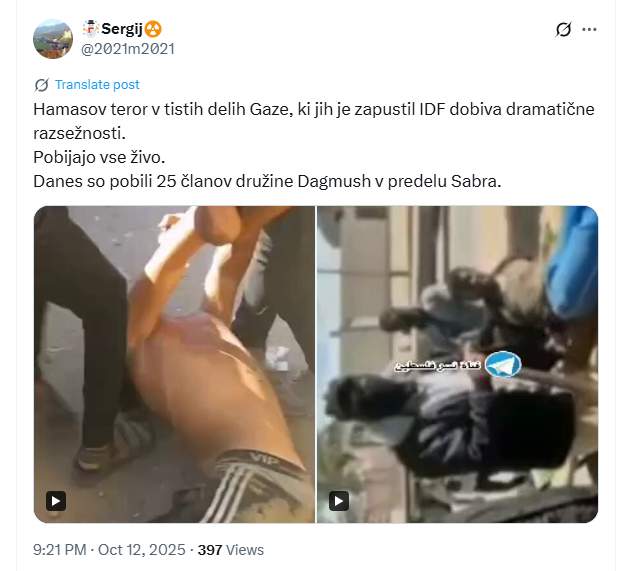 Sergij
@2021m2021
Translate post
Hamasov teror v tistih delih Gaze, ki jih je zapustil IDF dobiva dramatične
razsežnosti.
Pobijajo vse živo.
Danes so pobili 25 članov družine Dagmush v predelu Sabra.
قناة نسر فلسطين
VIP
9:21 PM · Oct 12, 2025 · 397 Views